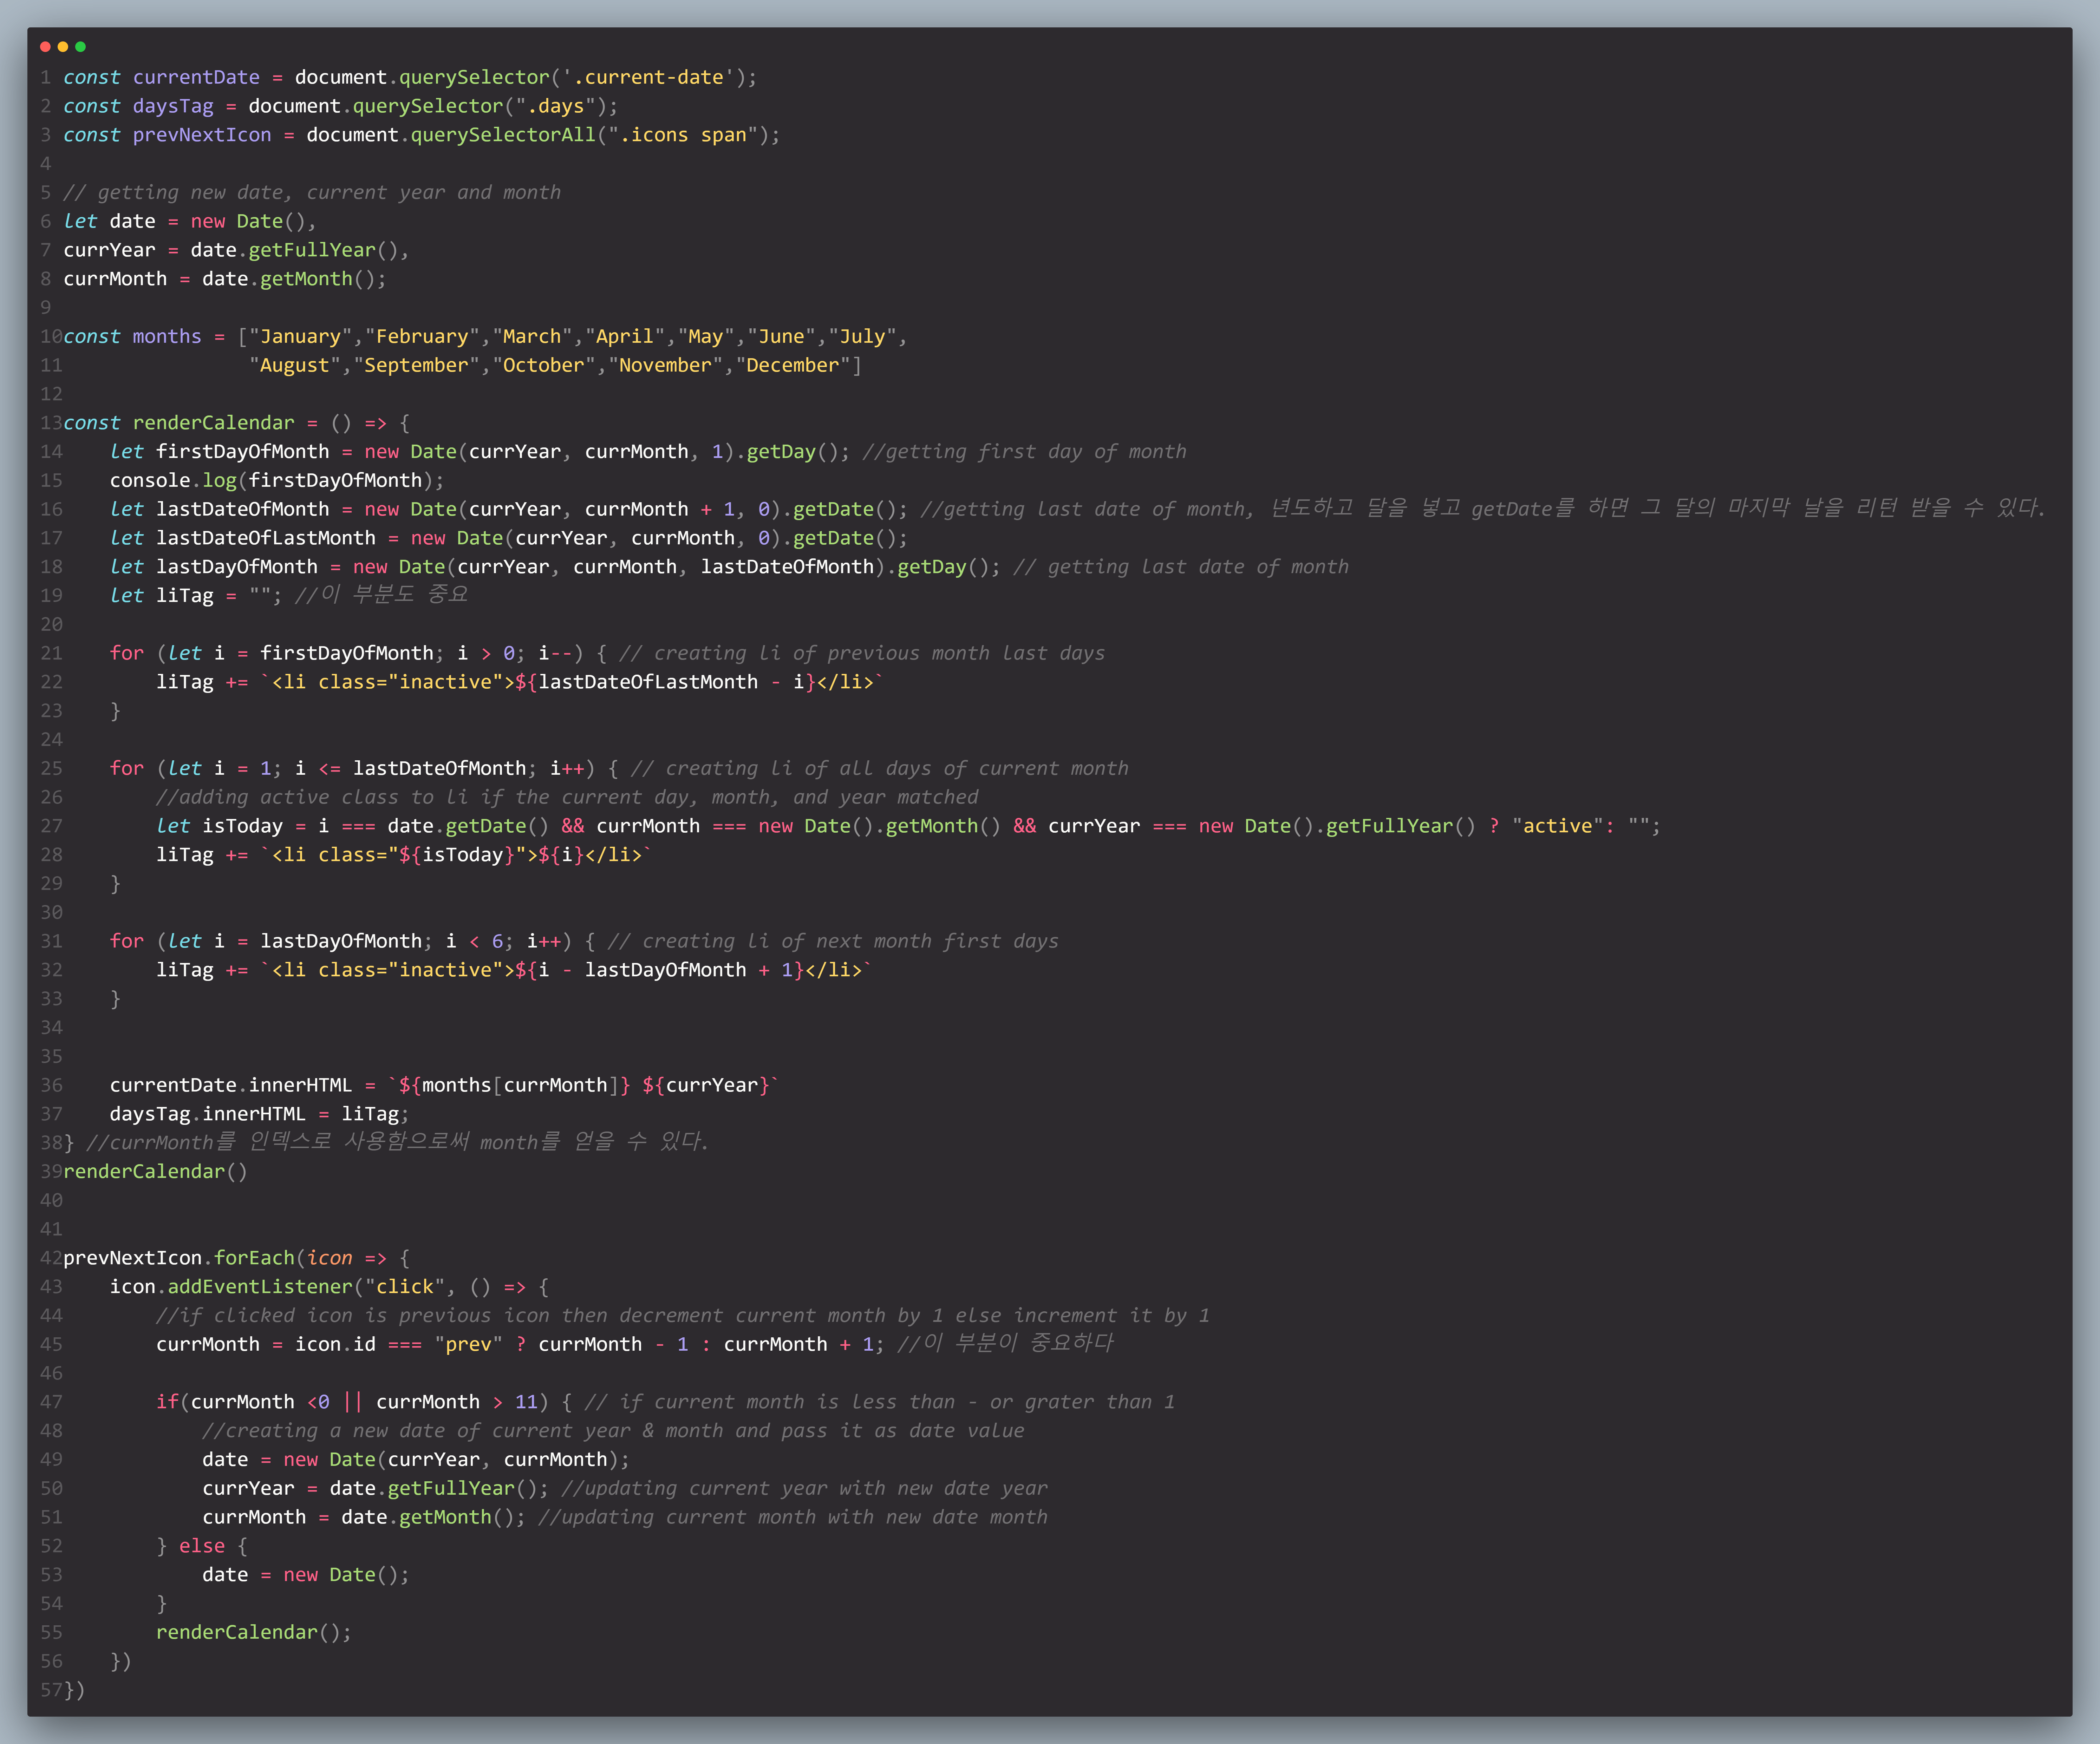 1 const currentDate = document.querySelector('.current-date');
2 const daysTag = document.querySelector(".days");
3 const prevNextIcon = document.querySelectorAll(".icons span");
4
5 // getting new date, current year and month
6 let date = new Date(),
7 currYear = date.getFullYear(),
8 currMonth = date.getMonth();
9
10const months = ["January","February","March","April","May","June","July",
11                "August","September","October","November","December"]
12
13const renderCalendar = () => {
14    let firstDayOfMonth = new Date(currYear, currMonth, 1).getDay(); //getting first day of month
15    console.log(firstDayOfMonth);
16    let lastDateOfMonth = new Date(currYear, currMonth + 1, 0).getDate(); //getting last date of month, 년도하고 달을 넣고 getDate를 하면 그 달의 마지막 날을 리턴 받을 수 있다.
17    let lastDateOfLastMonth = new Date(currYear, currMonth, 0).getDate();
18    let lastDayOfMonth = new Date(currYear, currMonth, lastDateOfMonth).getDay(); // getting last date of month
19    let liTag = ""; //이 부분도 중요
20
21    for (let i = firstDayOfMonth; i > 0; i--) { // creating li of previous month last days
22        liTag += `<li class="inactive">${lastDateOfLastMonth - i}</li>`
23    }
24
25    for (let i = 1; i <= lastDateOfMonth; i++) { // creating li of all days of current month
26        //adding active class to li if the current day, month, and year matched
27        let isToday = i === date.getDate() && currMonth === new Date().getMonth() && currYear === new Date().getFullYear() ? "active": "";
28        liTag += `<li class="${isToday}">${i}</li>`
29    }
30
31    for (let i = lastDayOfMonth; i < 6; i++) { // creating li of next month first days
32        liTag += `<li class="inactive">${i - lastDayOfMonth + 1}</li>`
33    }
34
35
36    currentDate.innerHTML = `${months[currMonth]} ${currYear}`
37    daysTag.innerHTML = liTag;
38} //currMonth를 인덱스로 사용함으로써 month를 얻을 수 있다.
39renderCalendar()
40
41
42prevNextIcon.forEach(icon => {
43    icon.addEventListener("click", () => {
44        //if clicked icon is previous icon then decrement current month by 1 else increment it by 1
45        currMonth = icon.id === "prev" ? currMonth - 1 : currMonth + 1; //이 부분이 중요하다
46
47        if(currMonth <0 || currMonth > 11) { // if current month is less than - or grater than 1
48            //creating a new date of current year & month and pass it as date value
49            date = new Date(currYear, currMonth);
50            currYear = date.getFullYear(); //updating current year with new date year
51            currMonth = date.getMonth(); //updating current month with new date month
52        } else {
53            date = new Date();
54        }
55        renderCalendar();
56    })
57})